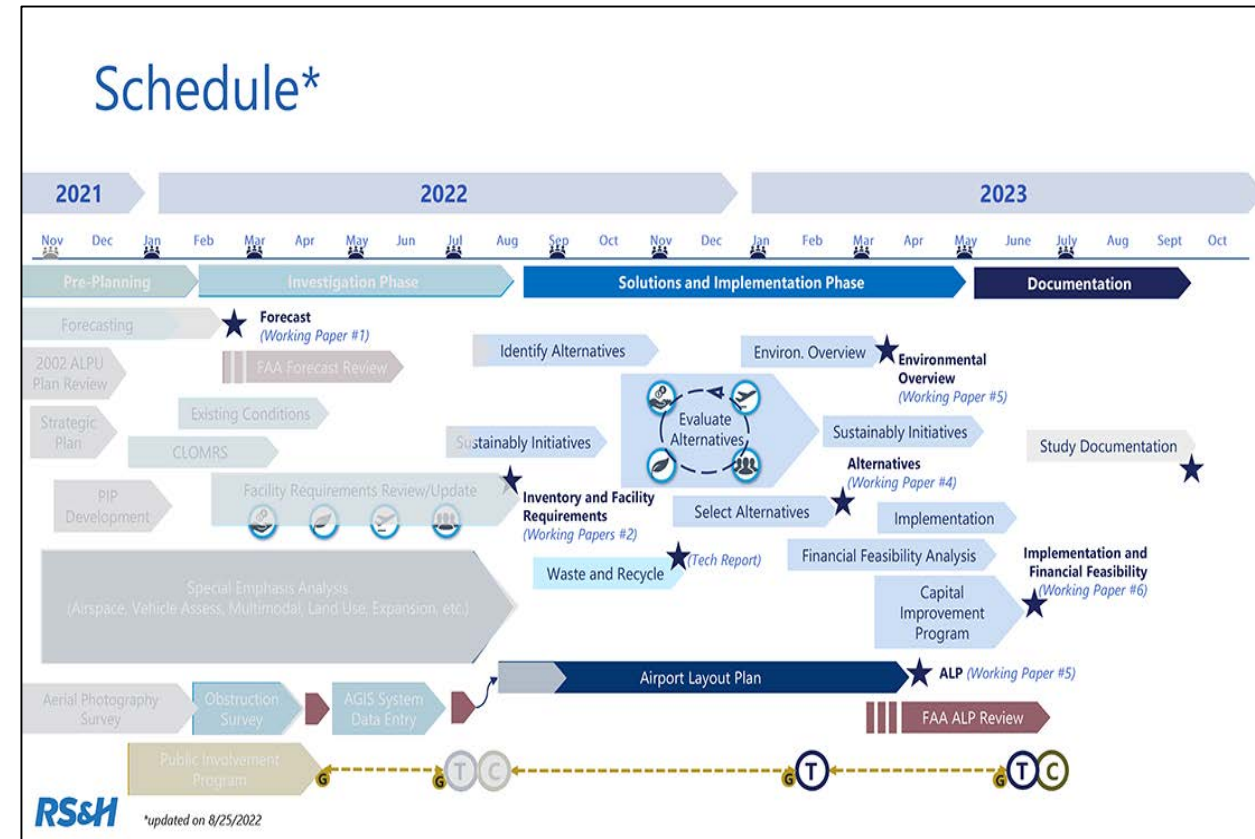 Schedule*
2021
2022
2023
Nov Dec Jan Feb Mar Apr May Jun Jul Aug Sep Oct Nov Dec Jan Feb Mar Apr May June July Aug Sept Oct
Pre-Planning
Investigation Phase
Solutions and Implementation Phase
Documentation
Forecasting
Forecast
(Working Paper #1)
2002 ALPU
Plan Review
FAA Forecast Review
Identify Alternatives
Environ. Overview
Environmental
Overview
(Working Paper #5)
Strategic
Plan
Existing Conditions
CLOMRS
Sustainably Initiatives
Evaluate
Alternatives
Sustainably Initiatives
Study Documentation
PIP
Development
Facility Requirements Review/Update
Inventory and Facility
Requirements
(Working Papers #2)
Alternatives
(Working Paper #4)
Select Alternatives
Implementation
Waste and Recycle
(Tech Report)
Financial Feasibility Analysis
Implementation and
Financial Feasibility
(Working Paper #6)
Special Emphasis Analysis
(Airspace, Vehicle Assess, Multimodal, Land Use, Expansion, etc.)
Capital
Improvement
Program
Airport Layout Plan
ALP (Working Paper #5)
Aerial Photography
Survey
Obstruction
Survey
AGIS System
Data Entry
FAA ALP Review
Public Involvement
Program
G G T C G T G T C
RS&H
*updated on 8/25/2022